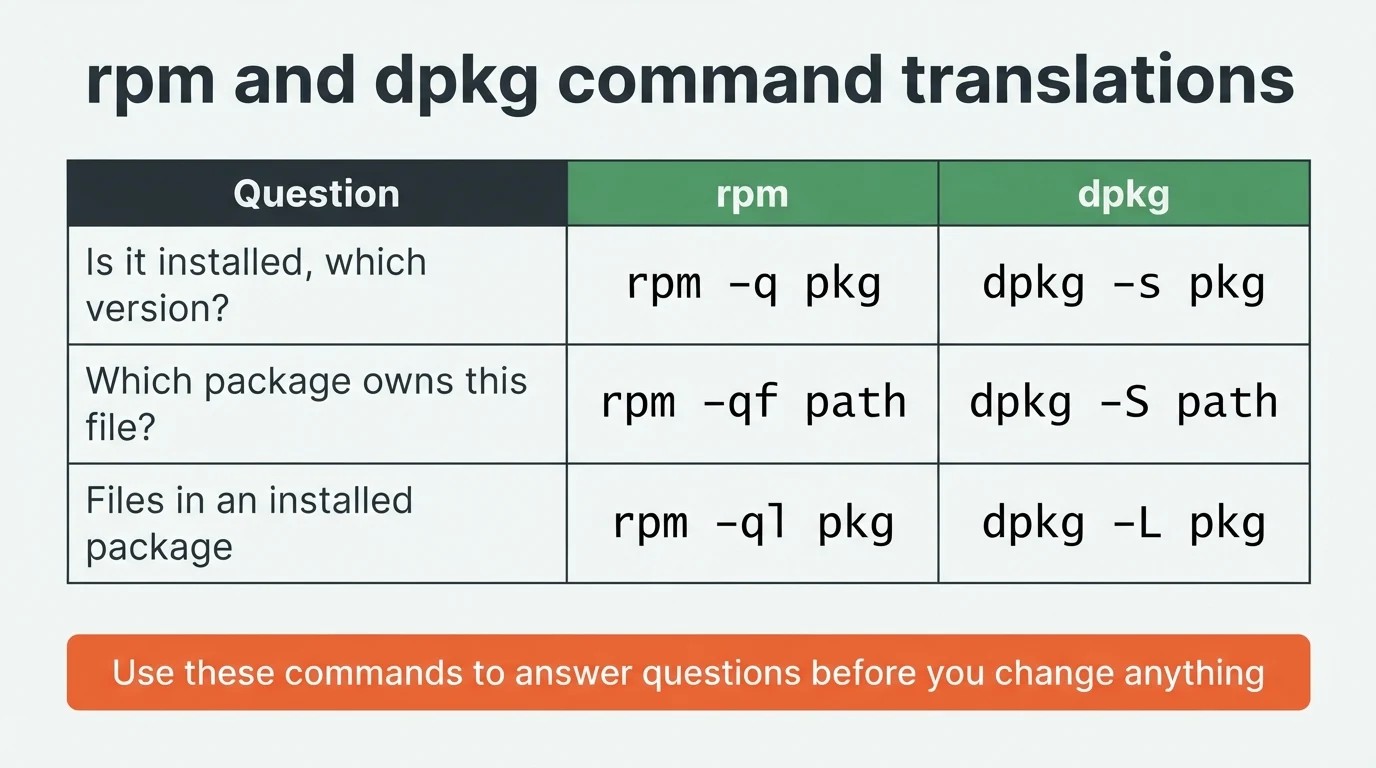 rpm and dpkg command translations
Question
rpm
dpkg
Is it installed, which
version?
rpm -q pkg
dpkg -s pkg
Which package owns this
file?
rpm -qf path
dpkg -S path
Files in an installed
package
rpm -ql pkg
dpkg -L pkg
Use these commands to answer questions before you change anything